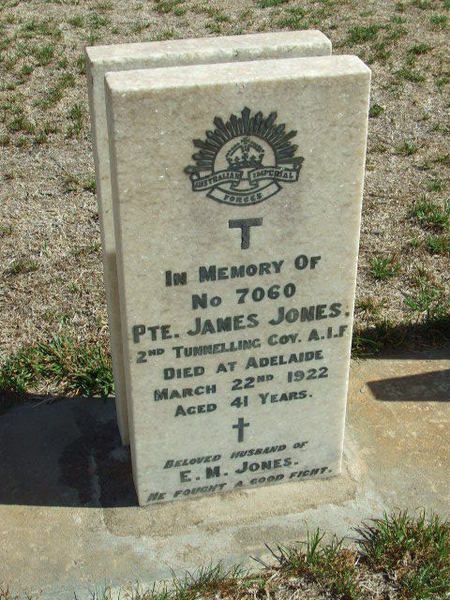 AUSTRALIAN IMPERIAL
FORCES
IN MEMORY OF
NO 7060
PTE. JAMES JONES.
2ND TUNNELLING COY. A.I.F
DIED AT ADELAIDE
MARCH 22ND 1922
AGED 41 YEARS.
BELOVED HUSBAND OF
E. M. JONES.
HE FOUGHT A GOOD FIGHT.